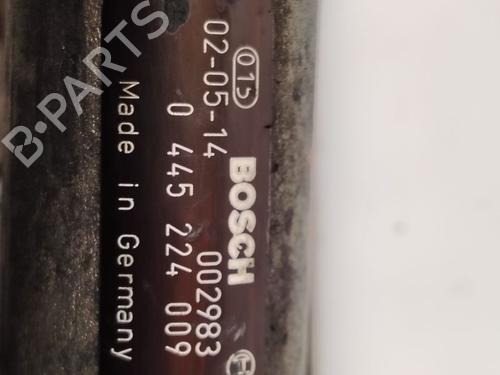 015
02-05-14
BOSCH
002983
0 445 224 009
Made in Germany
B-PARTS